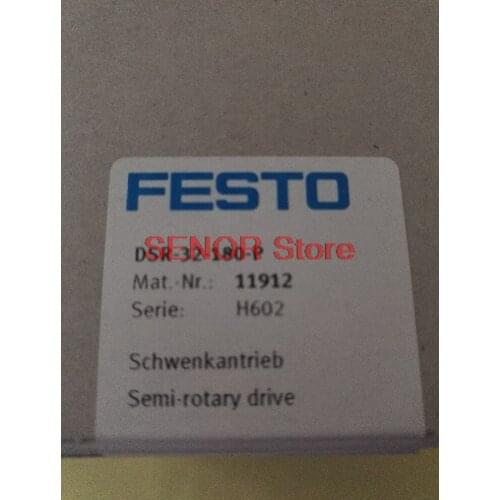 FESTO
DSR-32-180-P
SENOR Store
Mat.-Nr.: 11912
Serie: H602
Schwenkantrieb
Semi-rotary drive